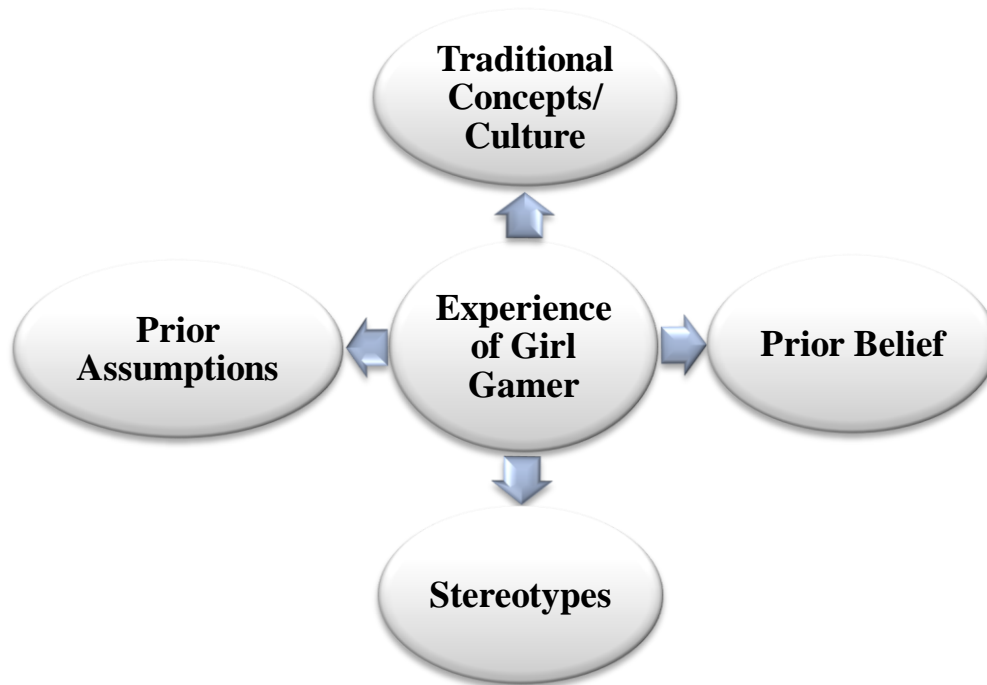 Traditional
Concepts/
Culture
Prior
Assumptions
Experience
of Girl
Gamer
Prior Belief
Stereotypes